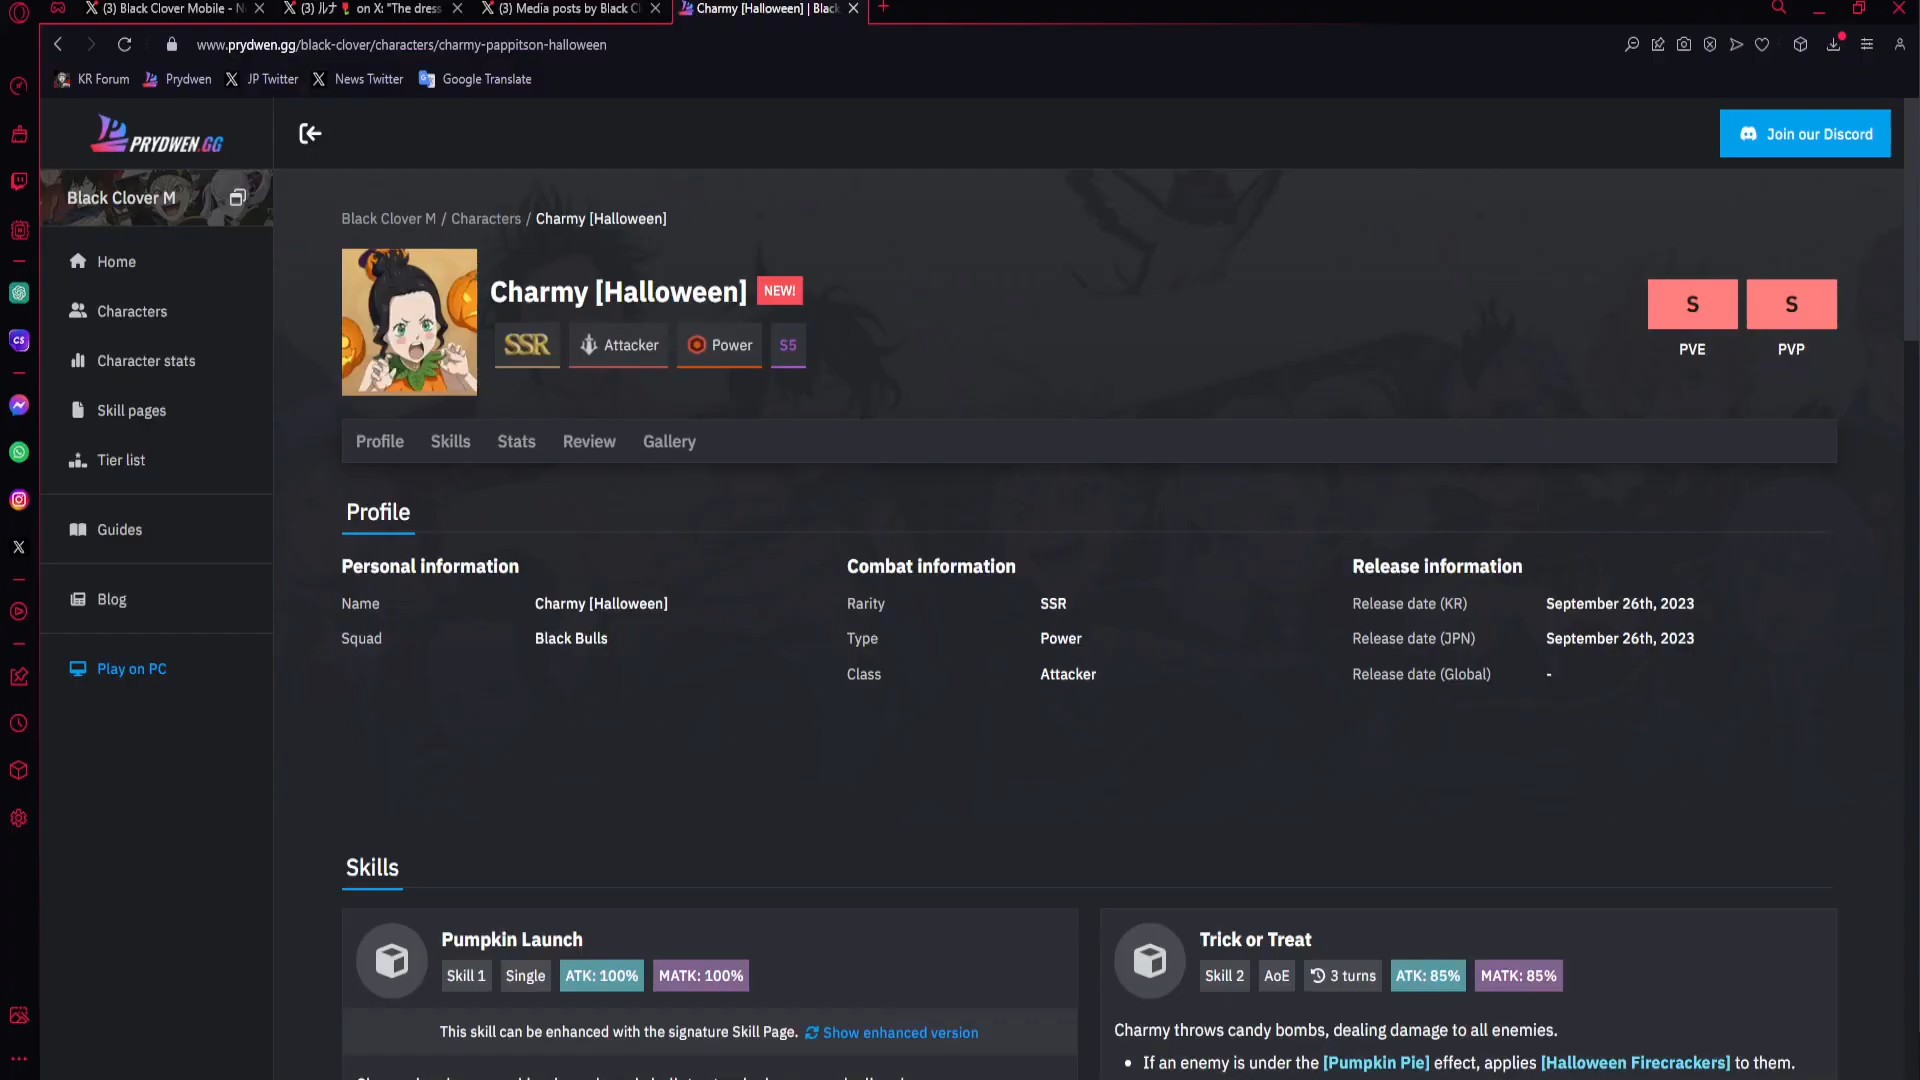 (3) Black Clover Mobile - N
(3) ルナ on X: "The dress
(3) Media posts by Black Cl
Charmy [Halloween] | Black
www.prydwen.gg/black-clover/characters/charmy-pappitson-halloween
KR Forum
Prydwen
JP Twitter
News Twitter
Google Translate
PRYDWEN.GG
Join our Discord
Black Clover M
Home
Characters
Character stats
Skill pages
Tier list
Guides
Blog
Play on PC
Black Clover M / Characters / Charmy [Halloween]
Charmy [Halloween] NEW!
SSR Attacker Power S5
S S
PVE PVP
Profile Skills Stats Review Gallery
Profile
Personal information
Name Charmy [Halloween]
Squad Black Bulls
Combat information
Rarity SSR
Type Power
Class Attacker
Release information
Release date (KR) September 26th, 2023
Release date (JPN) September 26th, 2023
Release date (Global) -
Skills
Pumpkin Launch
Skill 1 Single ATK: 100% MATK: 100%
This skill can be enhanced with the signature Skill Page. Show enhanced version
Trick or Treat
Skill 2 AoE 3 turns ATK: 85% MATK: 85%
Charmy throws candy bombs, dealing damage to all enemies.
• If an enemy is under the [Pumpkin Pie] effect, applies [Halloween Firecrackers] to them.